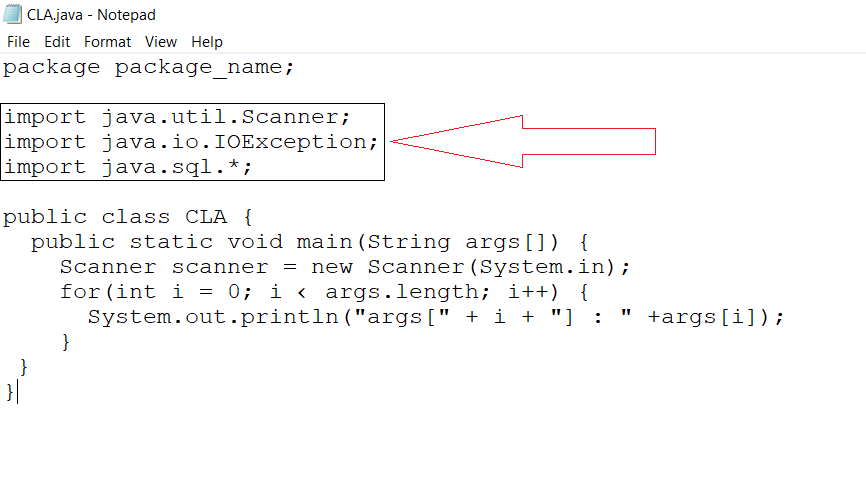 CLA.java - Notepad
File Edit Format View Help
package package_name;
import java.util.Scanner;
import java.io.IOException;
import java.sql.*;
public class CLA {
public static void main(String args[]) {
Scanner scanner = new Scanner(System.in);
for(int i = 0; i < args.length; i++) {
System.out.println("args[" + i + "] : " +args[i]);
}
}
}